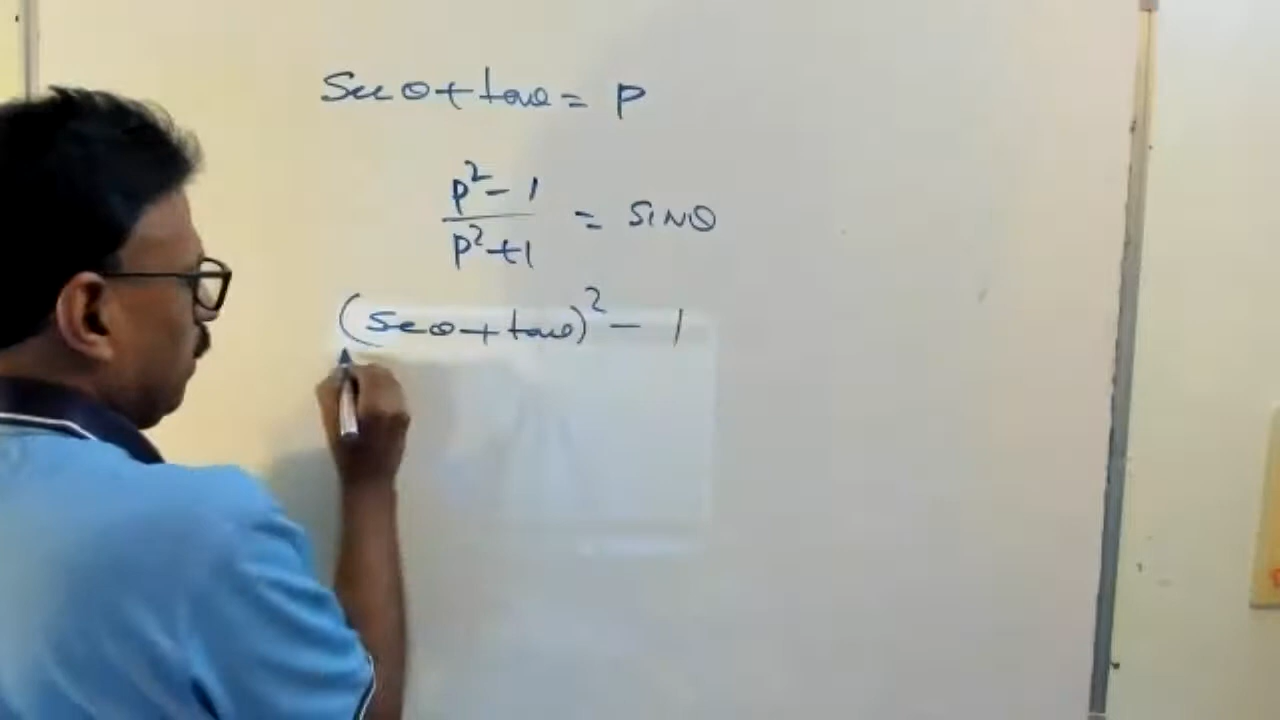 secθ + tanθ = P
p² - 1 / p² + 1 = sinθ
(secθ + tanθ)² - 1